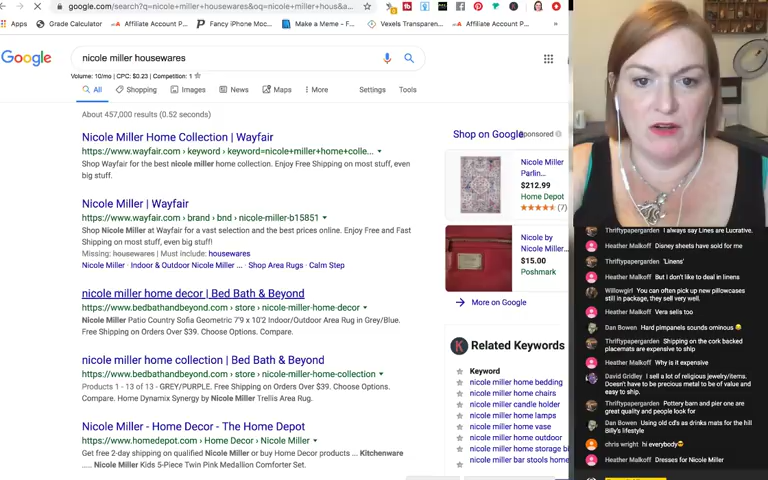 google.com/search?q=nicole+miller+housewares&oq=nicole+miller+hous&a...
Grade Calculator
Affiliate Account P...
Fancy iPhone Moc...
Make a Meme - F...
Vexels Transparent...
Affiliate Account P...
Google
nicole miller housewares
Volume: 10/mo | CPC: $0.23 | Competition: 1
All
Shopping
Images
News
Maps
More
Settings
Tools
About 457,000 results (0.52 seconds)
Nicole Miller Home Collection | Wayfair
https://www.wayfair.com › keyword › keyword=nicole+miller+home+colle...
Shop Wayfair for the best nicole miller home collection. Enjoy Free Shipping on most stuff, even
big stuff.
Nicole Miller | Wayfair
https://www.wayfair.com › brand › bnd › nicole-miller-b15851
Shop Nicole Miller at Wayfair for a vast selection and the best prices online. Enjoy Free and Fast
Shipping on most stuff, even big stuff!
Missing: housewares | Must include: housewares
Nicole Miller · Indoor & Outdoor Nicole Miller ... · Shop Area Rugs · Calm Step
nicole miller home decor | Bed Bath & Beyond
https://www.bedbathandbeyond.com › store › nicole-miller-home-decor
Nicole Miller Patio Country Sofia Geometric 7'9 x 10'2 Indoor/Outdoor Area Rug in Grey/Blue.
Free Shipping on Orders Over $39. Choose Options. Compare.
nicole miller home collection | Bed Bath & Beyond
https://www.bedbathandbeyond.com › store › nicole-miller-home-collection
Products 1 - 13 of 13 - GREY/PURPLE. Free Shipping on Orders Over $39. Choose Options.
Compare. Home Dynamix Synergy by Nicole Miller Trellis Area Rug.
Nicole Miller - Home Decor - The Home Depot
https://www.homedepot.com › Home Decor › Nicole Miller
Get free 2-day shipping on qualified Nicole Miller or buy Home Decor products ... Kitchenware
..... Nicole Miller Kids 5-Piece Twin Pink Medallion Comforter Set.
Shop on Google
Sponsored
Nicole Miller
Parlin...
$212.99
Home Depot
(7)
Nicole by
Nicole Miller...
$15.00
Poshmark
More on Google
Related Keywords
Keyword
nicole miller home bedding
nicole miller home chairs
nicole miller candle holder
nicole miller home lamps
nicole miller home vase
nicole miller home outdoor
nicole miller home storage bi
nicole miller bar stools home
Thriftypapergarden I always say Lines are Lucrative.
Heather Malkoff Disney sheets have sold for me
Thriftypapergarden 'Linens'
Heather Malkoff But I don't like to deal in linens
Willowgirl You can often pick up new pillowcases
still in package, they sell very well.
Heather Malkoff Vera sells too
Dan Bowen Hard pimpanels sounds ominous
Thriftypapergarden Shipping on the cork backed
placemats are expensive to ship
Heather Malkoff Why is it expensive
David Gridley I sell a lot of religious jewelry/items.
Doesn't have to be precious metal to be of value and
easy to ship.
Thriftypapergarden Pottery barn and pier one are
great quality and people look for
Dan Bowen Using old cd's as drinks mats for the hill
Billy's lifestyle
chris wright hi everybody
Heather Malkoff Dresses for Nicole Miller